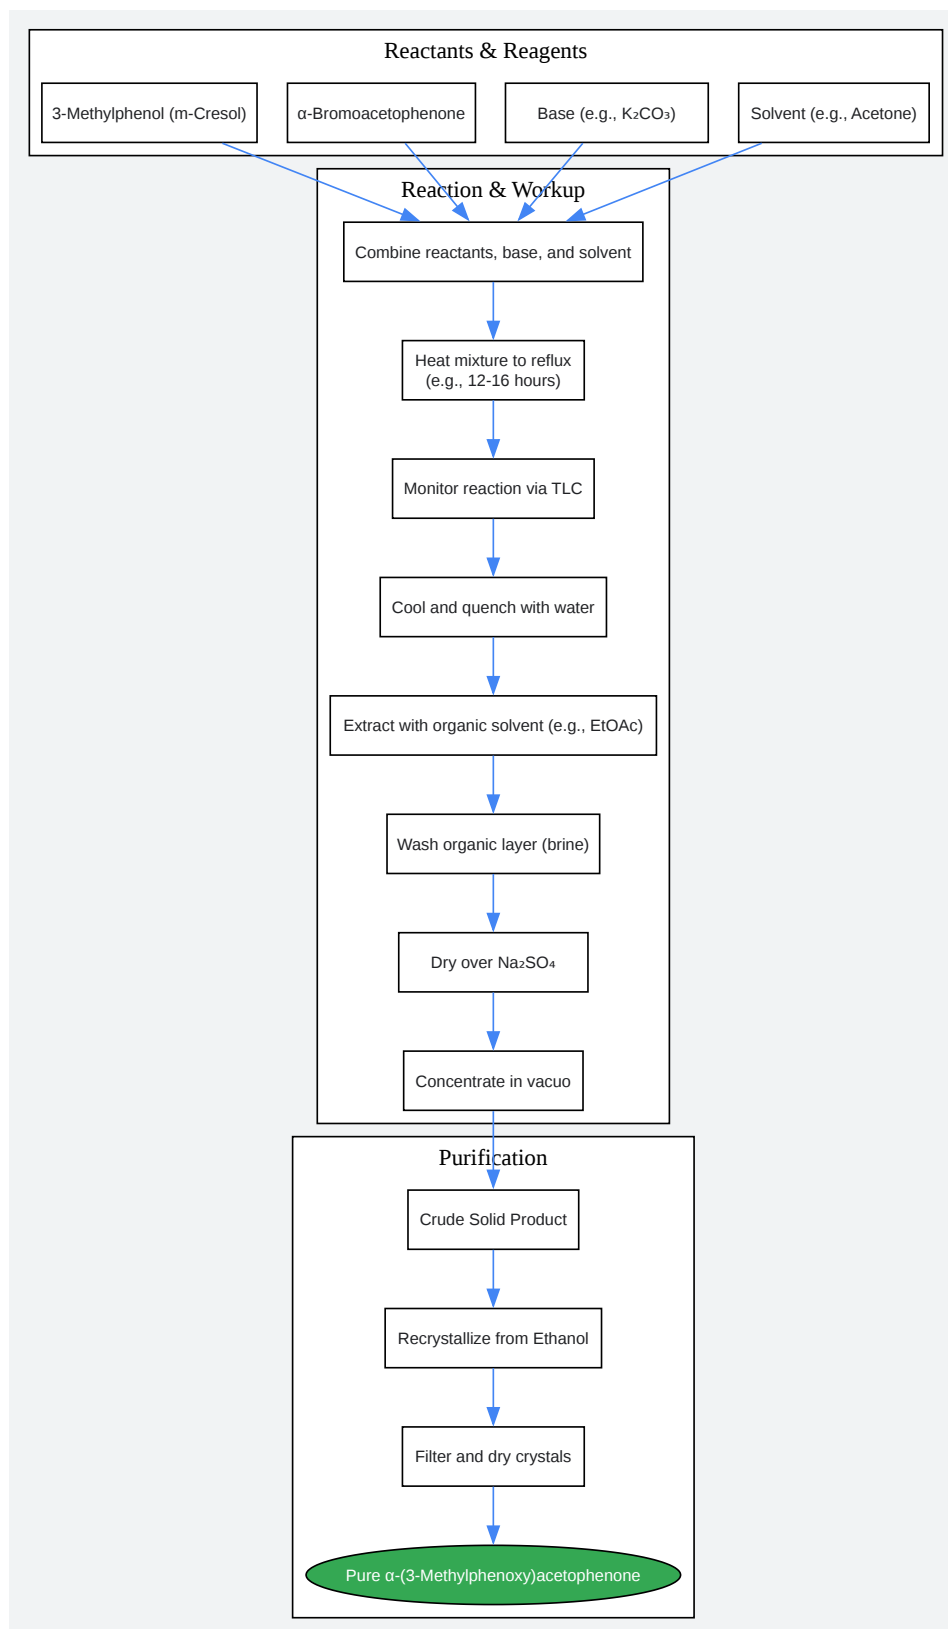 Reactants & Reagents
3-Methylphenol (m-Cresol)
α-Bromoacetophenone
Base (e.g., K₂CO₃)
Solvent (e.g., Acetone)
Reaction & Workup
Combine reactants, base, and solvent
Heat mixture to reflux
(e.g., 12-16 hours)
Monitor reaction via TLC
Cool and quench with water
Extract with organic solvent (e.g., EtOAc)
Wash organic layer (brine)
Dry over Na₂SO₄
Concentrate in vacuo
Purification
Crude Solid Product
Recrystallize from Ethanol
Filter and dry crystals
Pure α-(3-Methylphenoxy)acetophenone